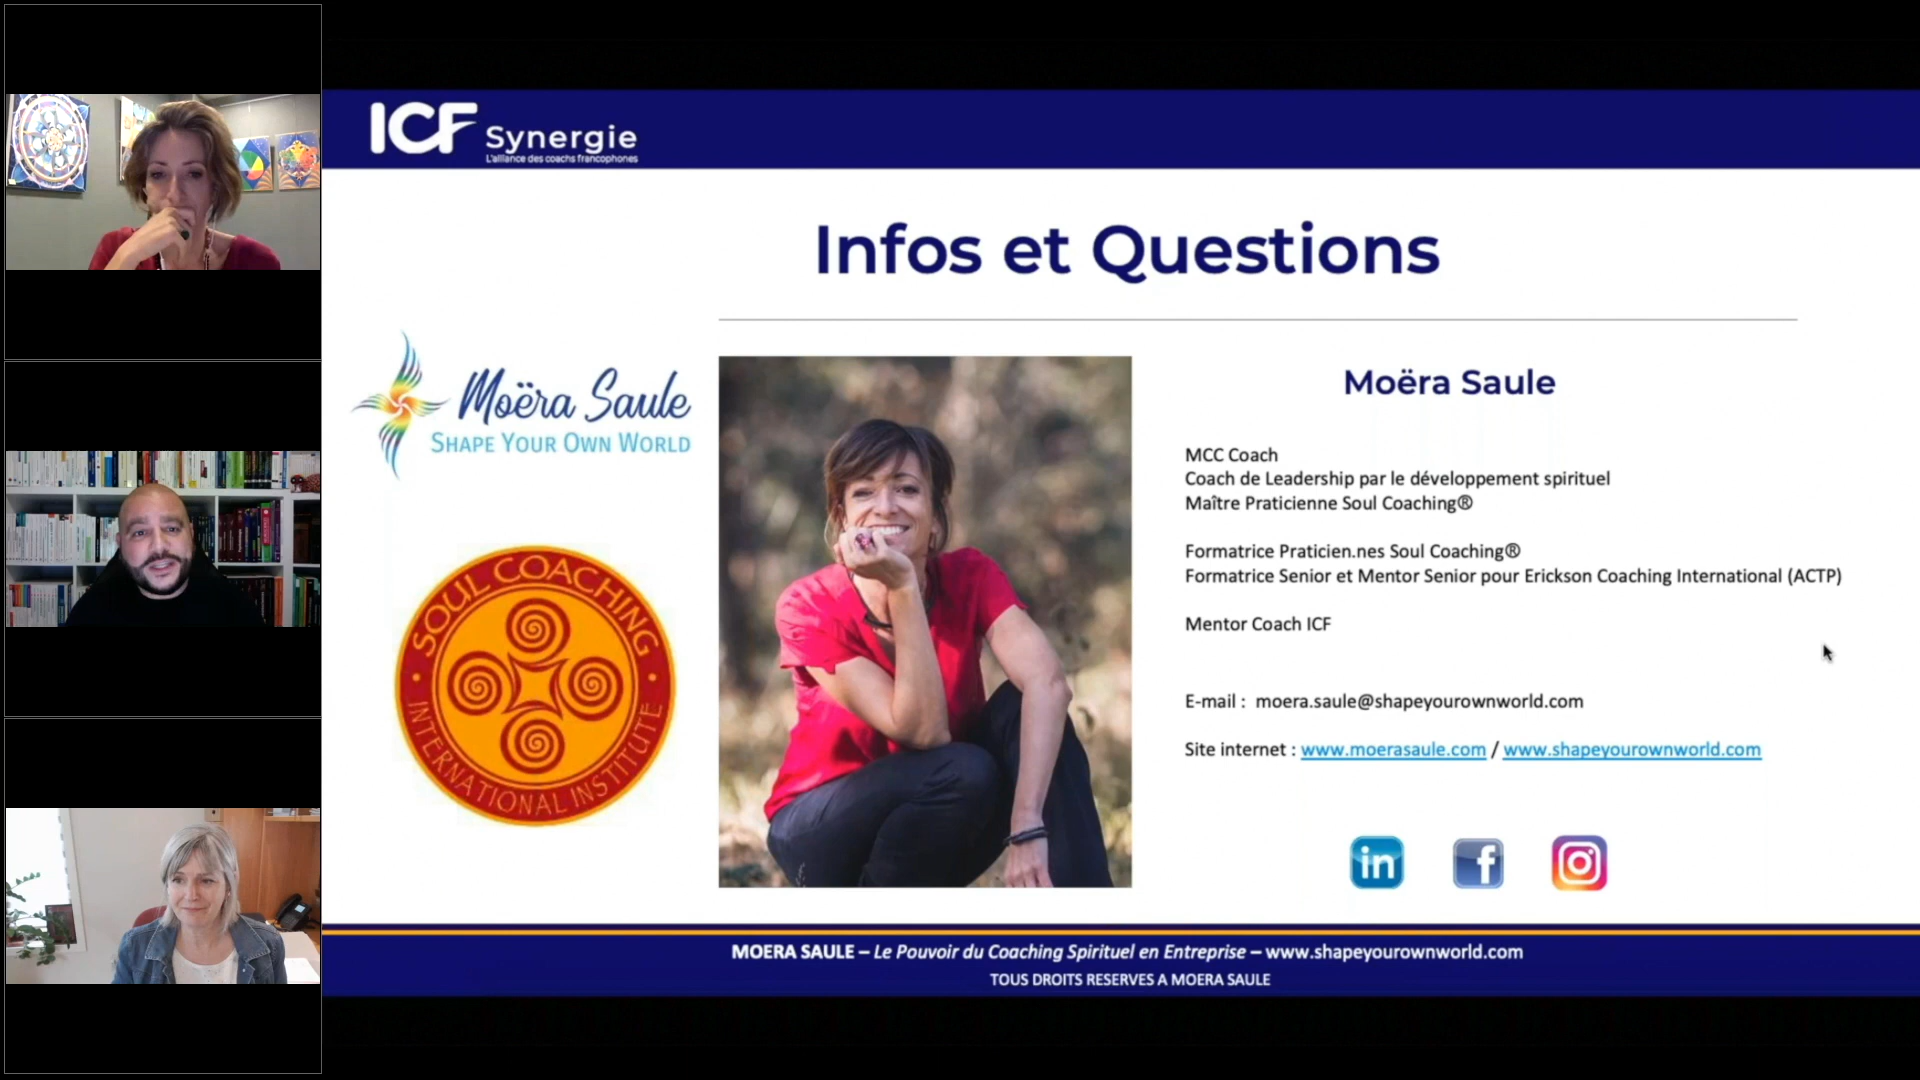 ICF Synergie
L'alliance des coachs francophones
Infos et Questions
Moëra Saule
SHAPE YOUR OWN WORLD
SOUL COACHING
INTERNATIONAL INSTITUTE
Moëra Saule
MCC Coach
Coach de Leadership par le développement spirituel
Maître Praticienne Soul Coaching®
Formatrice Praticien.nes Soul Coaching®
Formatrice Senior et Mentor Senior pour Erickson Coaching International (ACTP)
Mentor Coach ICF
E-mail : moera.saule@shapeyourownworld.com
Site internet : www.moerasaule.com / www.shapeyourownworld.com
in f
MOERA SAULE – Le Pouvoir du Coaching Spirituel en Entreprise – www.shapeyourownworld.com
TOUS DROITS RESERVES A MOERA SAULE